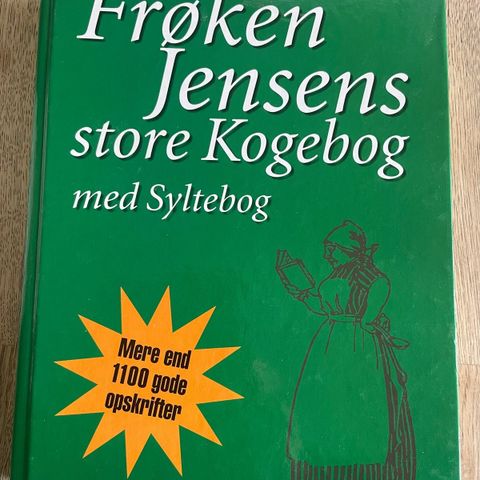 Frøken
Jensens
store Kogebog
med Syltebog
Mere end
1100 gode
opskrifter